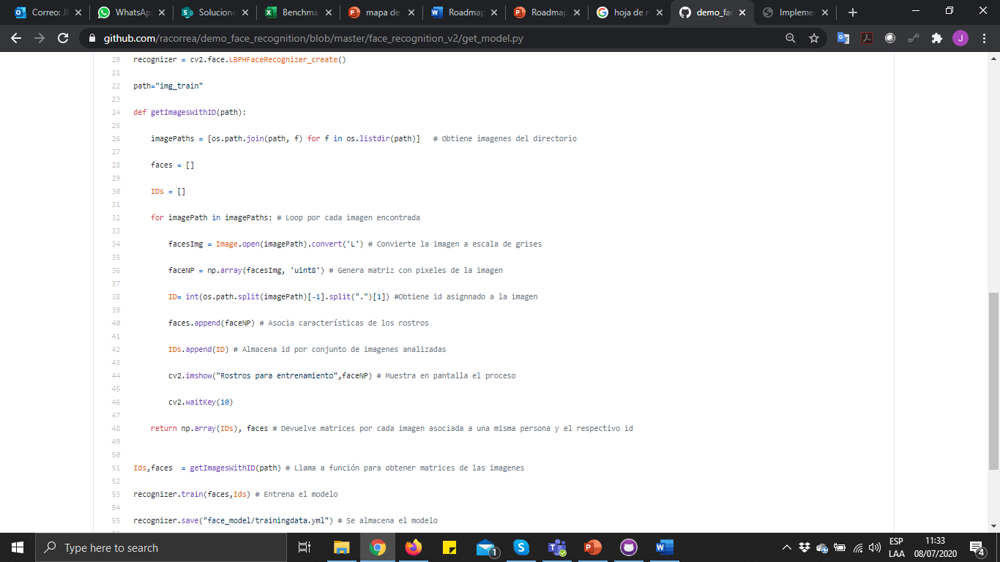 Correo: JE
WhatsAp
Solucione
Benchma
mapa de
Roadmap
Roadmap
hoja de r
demo_fac
Implemen
github.com/racorrea/demo_face_recognition/blob/master/face_recognition_v2/get_model.py
J
20 recognizer = cv2.face.LBPHFaceRecognizer_create()
21
22 path="img_train"
23
24 def getImagesWithID(path):
25
26 imagePaths = [os.path.join(path, f) for f in os.listdir(path)] # Obtiene imagenes del directorio
27
28 faces = []
29
30 IDs = []
31
32 for imagePath in imagePaths: # Loop por cada imagen encontrada
33
34 facesImg = Image.open(imagePath).convert('L') # Convierte la imagen a escala de grises
35
36 faceNP = np.array(facesImg, 'uint8') # Genera matriz con pixeles de la imagen
37
38 ID= int(os.path.split(imagePath)[-1].split(".")[1]) #Obtiene id asignnado a la imagen
39
40 faces.append(faceNP) # Asocia características de los rostros
41
42 IDs.append(ID) # Almacena id por conjunto de imagenes analizadas
43
44 cv2.imshow("Rostros para entrenamiento",faceNP) # Muestra en pantalla el proceso
45
46 cv2.waitKey(10)
47
48 return np.array(IDs), faces # Devuelve matrices por cada imagen asociada a una misma persona y el respectivo id
49
50
51 Ids,faces  = getImagesWithID(path) # Llama a función para obtener matrices de las imagenes
52
53 recognizer.train(faces,Ids) # Entrena el modelo
54
55 recognizer.save("face_model/trainingdata.yml") # Se almacena el modelo
Type here to search
1
ESP
LAA
11:33
08/07/2020
4